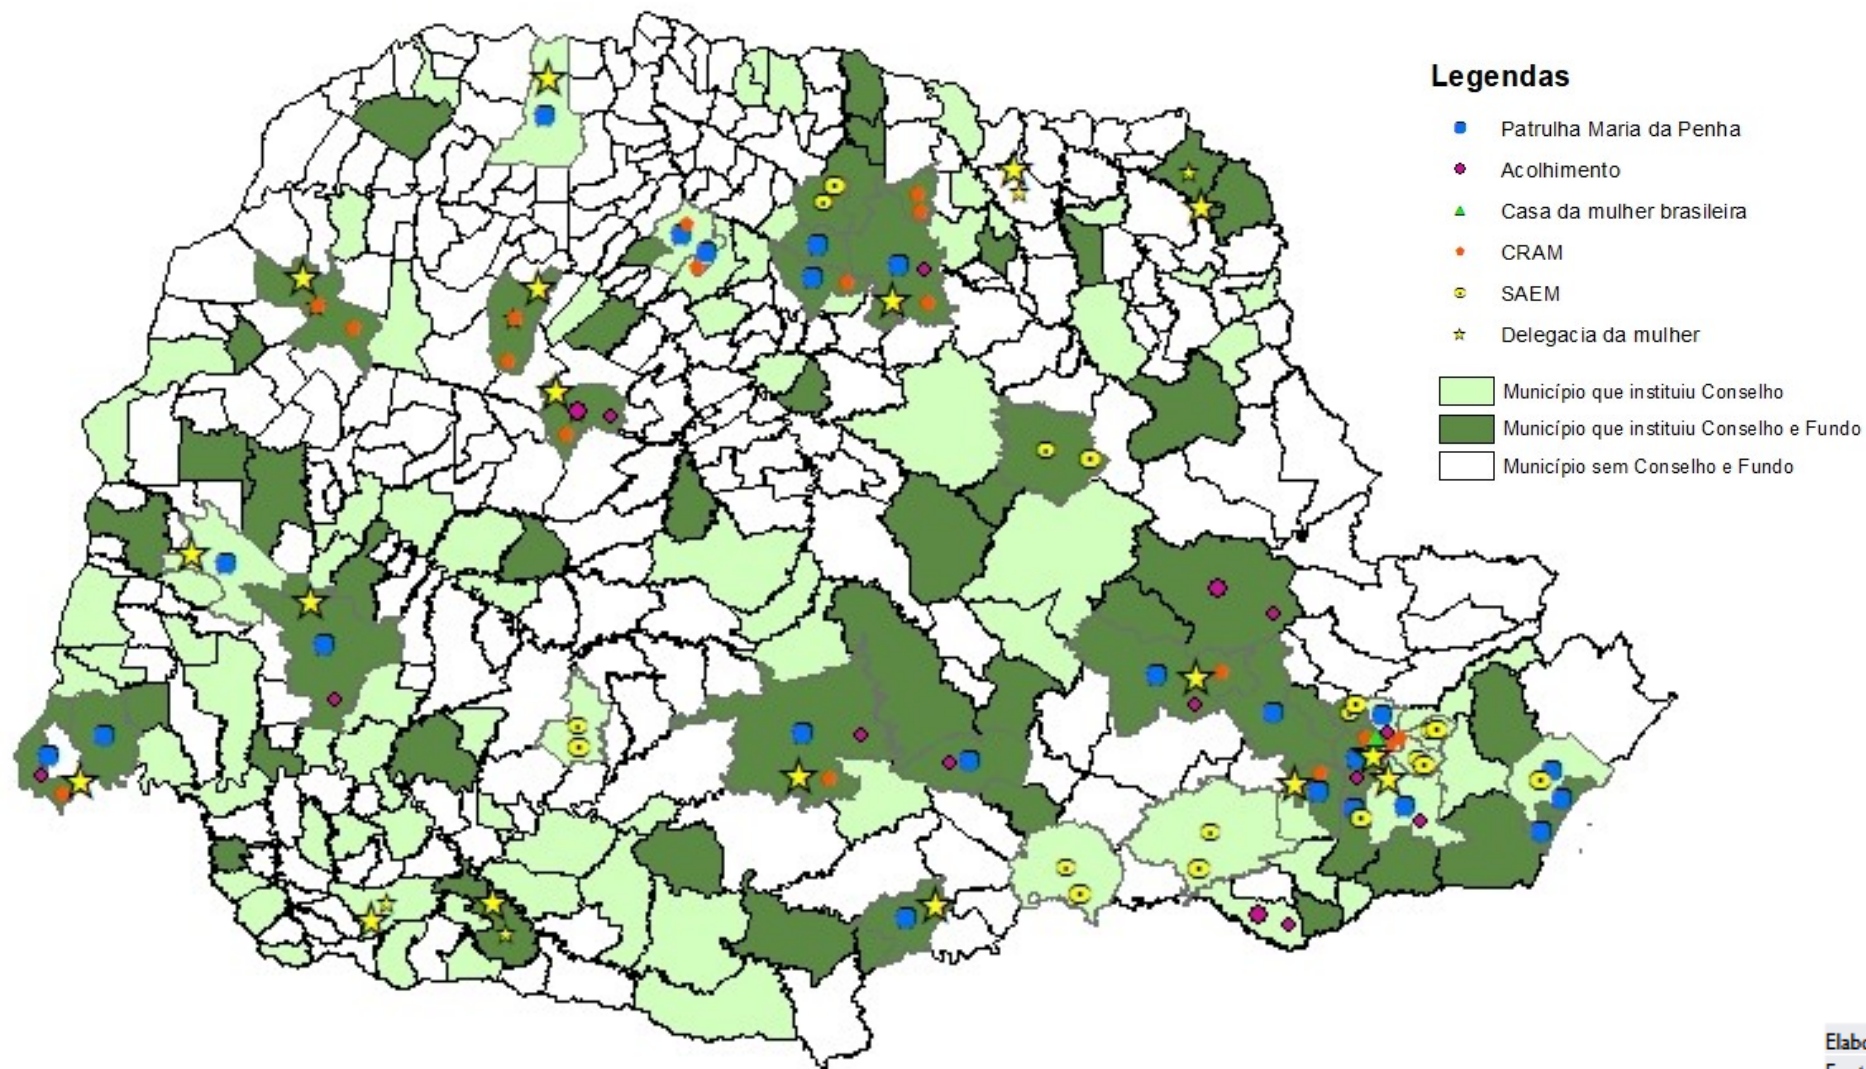 Legendas
Patrulha Maria da Penha
Acolhimento
Casa da mulher brasileira
CRAM
SAEM
Delegacia da mulher
Município que instituiu Conselho
Município que instituiu Conselho e Fundo
Município sem Conselho e Fundo
Elabo